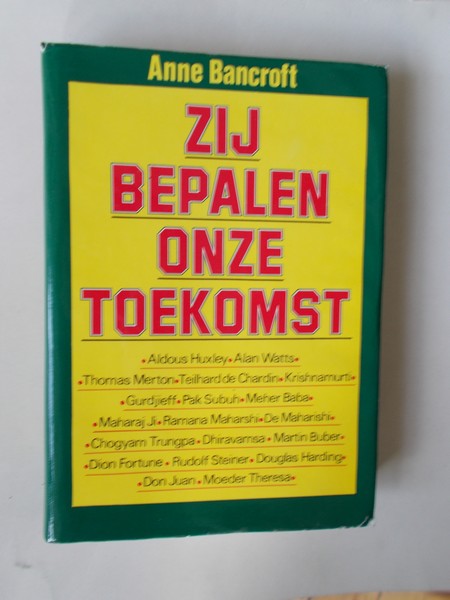 Anne Bancroft
ZIJ
BEPALEN
ONZE
TOEKOMST
•Aldous Huxley•Alan Watts•
•Thomas Merton•Teilhard de Chardin•Krishnamurti•
•Gurdjieff•Pak Subuh•Meher Baba•
•Maharaj Ji•Ramana Maharshi•De Maharishi•
•Chogyam Trungpa•Dhiravamsa•Martin Buber•
•Dion Fortune•Rudolf Steiner•Douglas Harding•
•Don Juan•Moeder Theresa•